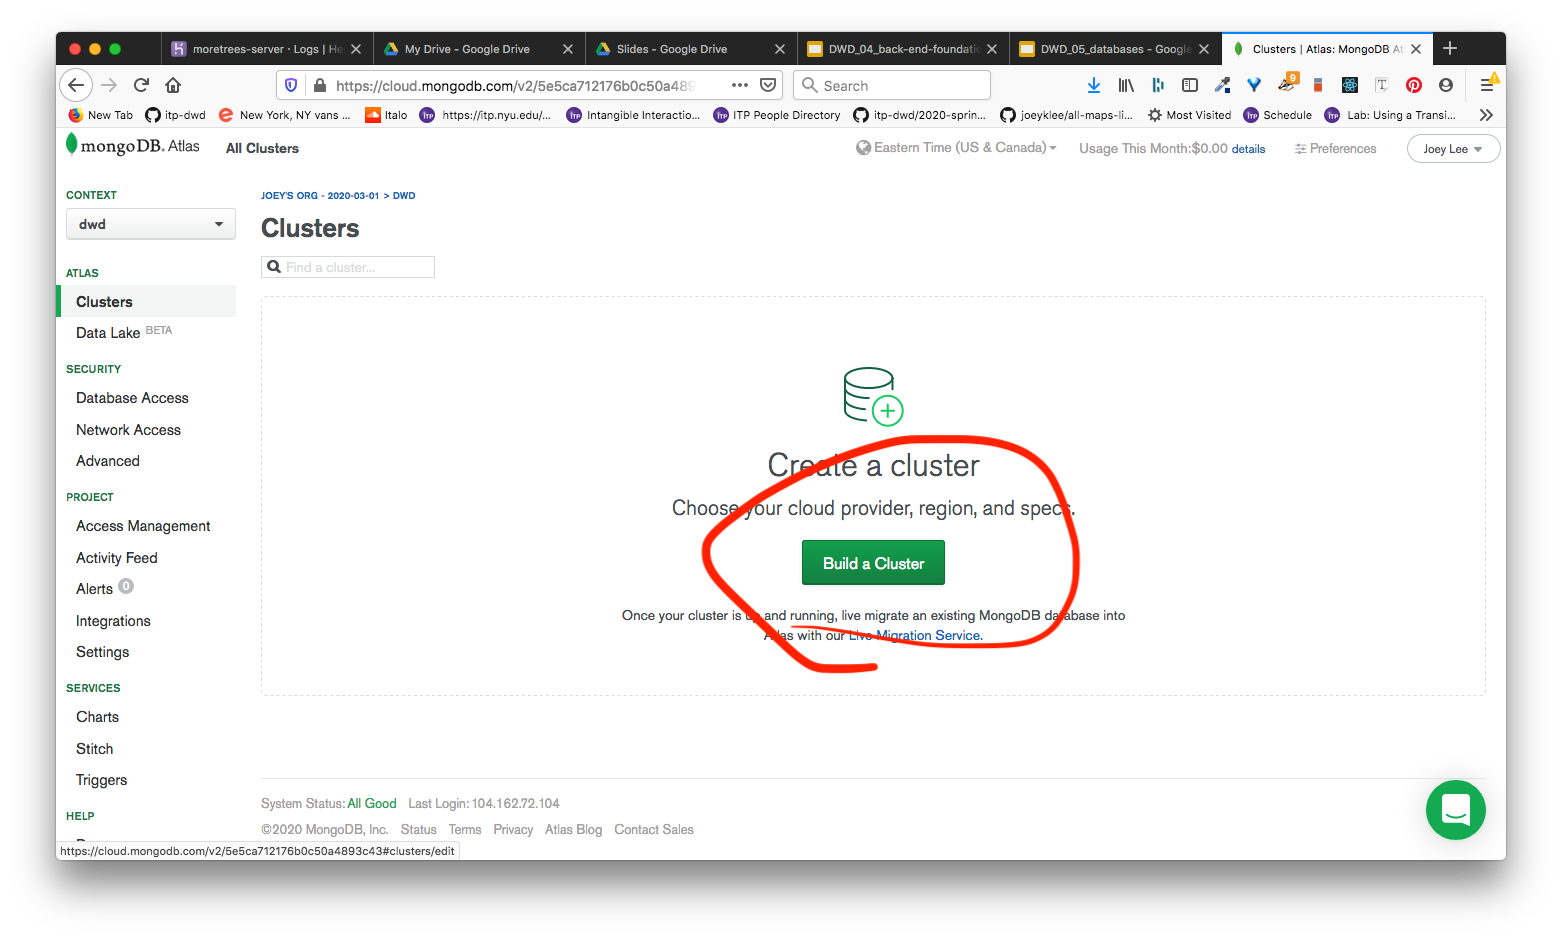 moretrees-server · Logs | He
My Drive - Google Drive
Slides - Google Drive
DWD_04_back-end-foundatio
DWD_05_databases - Google
Clusters | Atlas: MongoDB At
https://cloud.mongodb.com/v2/5e5ca712176b0c50a489
Search
9
New Tab
itp-dwd
New York, NY vans ...
Italo
https://itp.nyu.edu/...
Intangible Interactio...
ITP People Directory
itp-dwd/2020-sprin...
joeyklee/all-maps-li...
Most Visited
Schedule
Lab: Using a Transi...
mongoDB. Atlas
All Clusters
Eastern Time (US & Canada)
Usage This Month:$0.00 details
Preferences
Joey Lee
CONTEXT
dwd
ATLAS
Clusters
Data Lake BETA
SECURITY
Database Access
Network Access
Advanced
PROJECT
Access Management
Activity Feed
Alerts 0
Integrations
Settings
SERVICES
Charts
Stitch
Triggers
HELP
JOEY'S ORG - 2020-03-01 > DWD
Clusters
Find a cluster...
Create a cluster
Choose your cloud provider, region, and specs.
Build a Cluster
Once your cluster is up and running, live migrate an existing MongoDB database into
Atlas with our Live Migration Service.
System Status: All Good Last Login: 104.162.72.104
©2020 MongoDB, Inc. Status Terms Privacy Atlas Blog Contact Sales
https://cloud.mongodb.com/v2/5e5ca712176b0c50a4893c43#clusters/edit